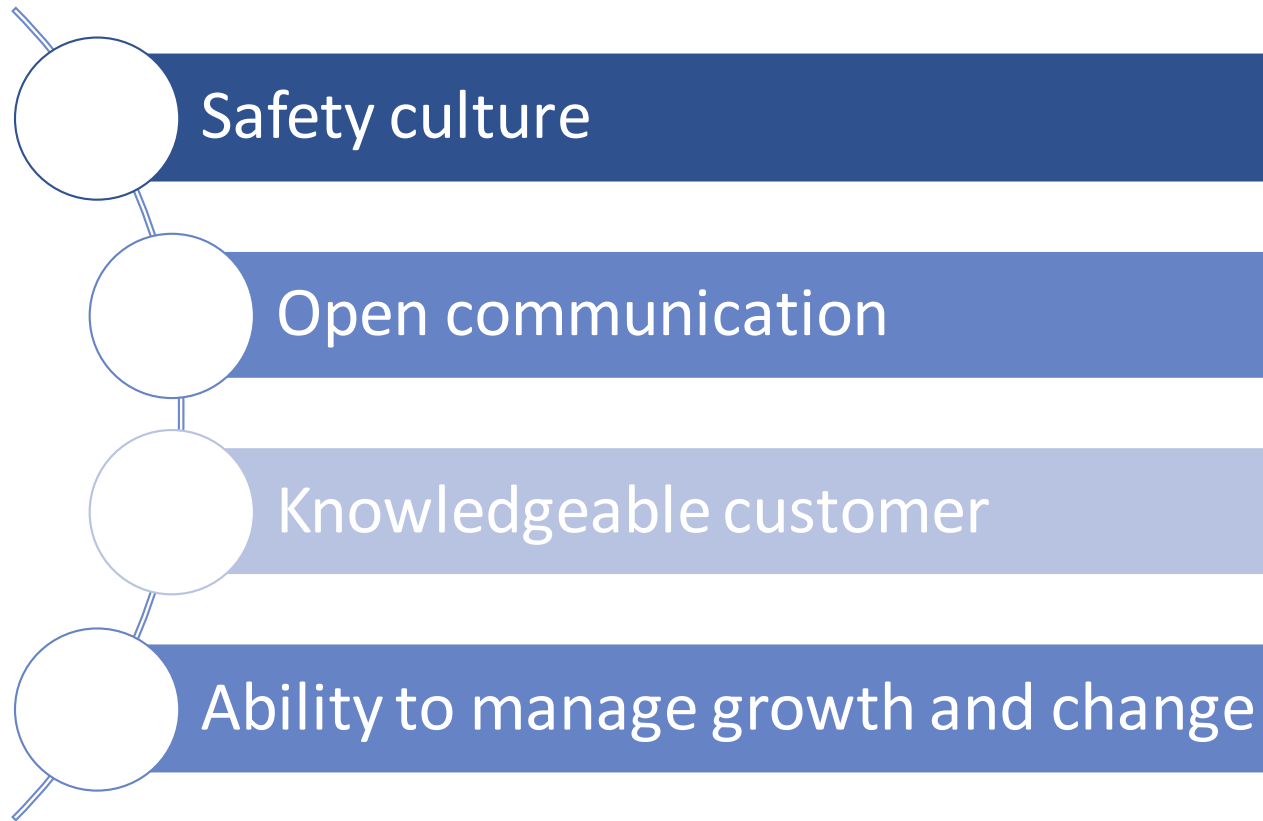 Safety culture
Open communication
Knowledgeable customer
Ability to manage growth and change